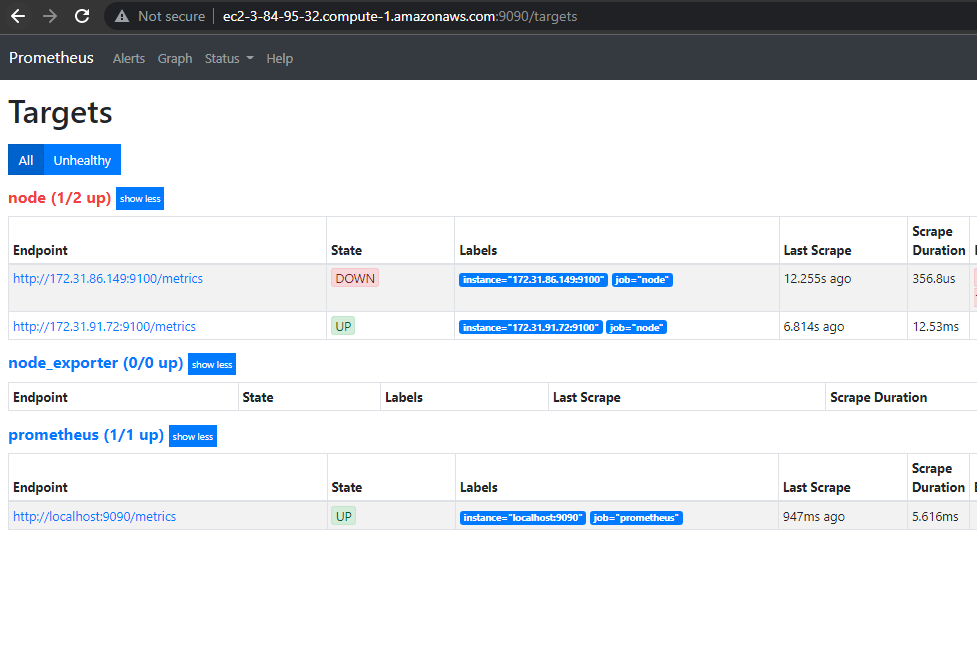 Not secure | ec2-3-84-95-32.compute-1.amazonaws.com:9090/targets
Prometheus Alerts Graph Status Help
Targets
All Unhealthy
node (1/2 up) show less
Endpoint State Labels Last Scrape Scrape Duration
http://172.31.86.149:9100/metrics DOWN instance="172.31.86.149:9100" job="node" 12.255s ago 356.8us
http://172.31.91.72:9100/metrics UP instance="172.31.91.72:9100" job="node" 6.814s ago 12.53ms
node_exporter (0/0 up) show less
Endpoint State Labels Last Scrape Scrape Duration
prometheus (1/1 up) show less
Endpoint State Labels Last Scrape Scrape Duration
http://localhost:9090/metrics UP instance="localhost:9090" job="prometheus" 947ms ago 5.616ms